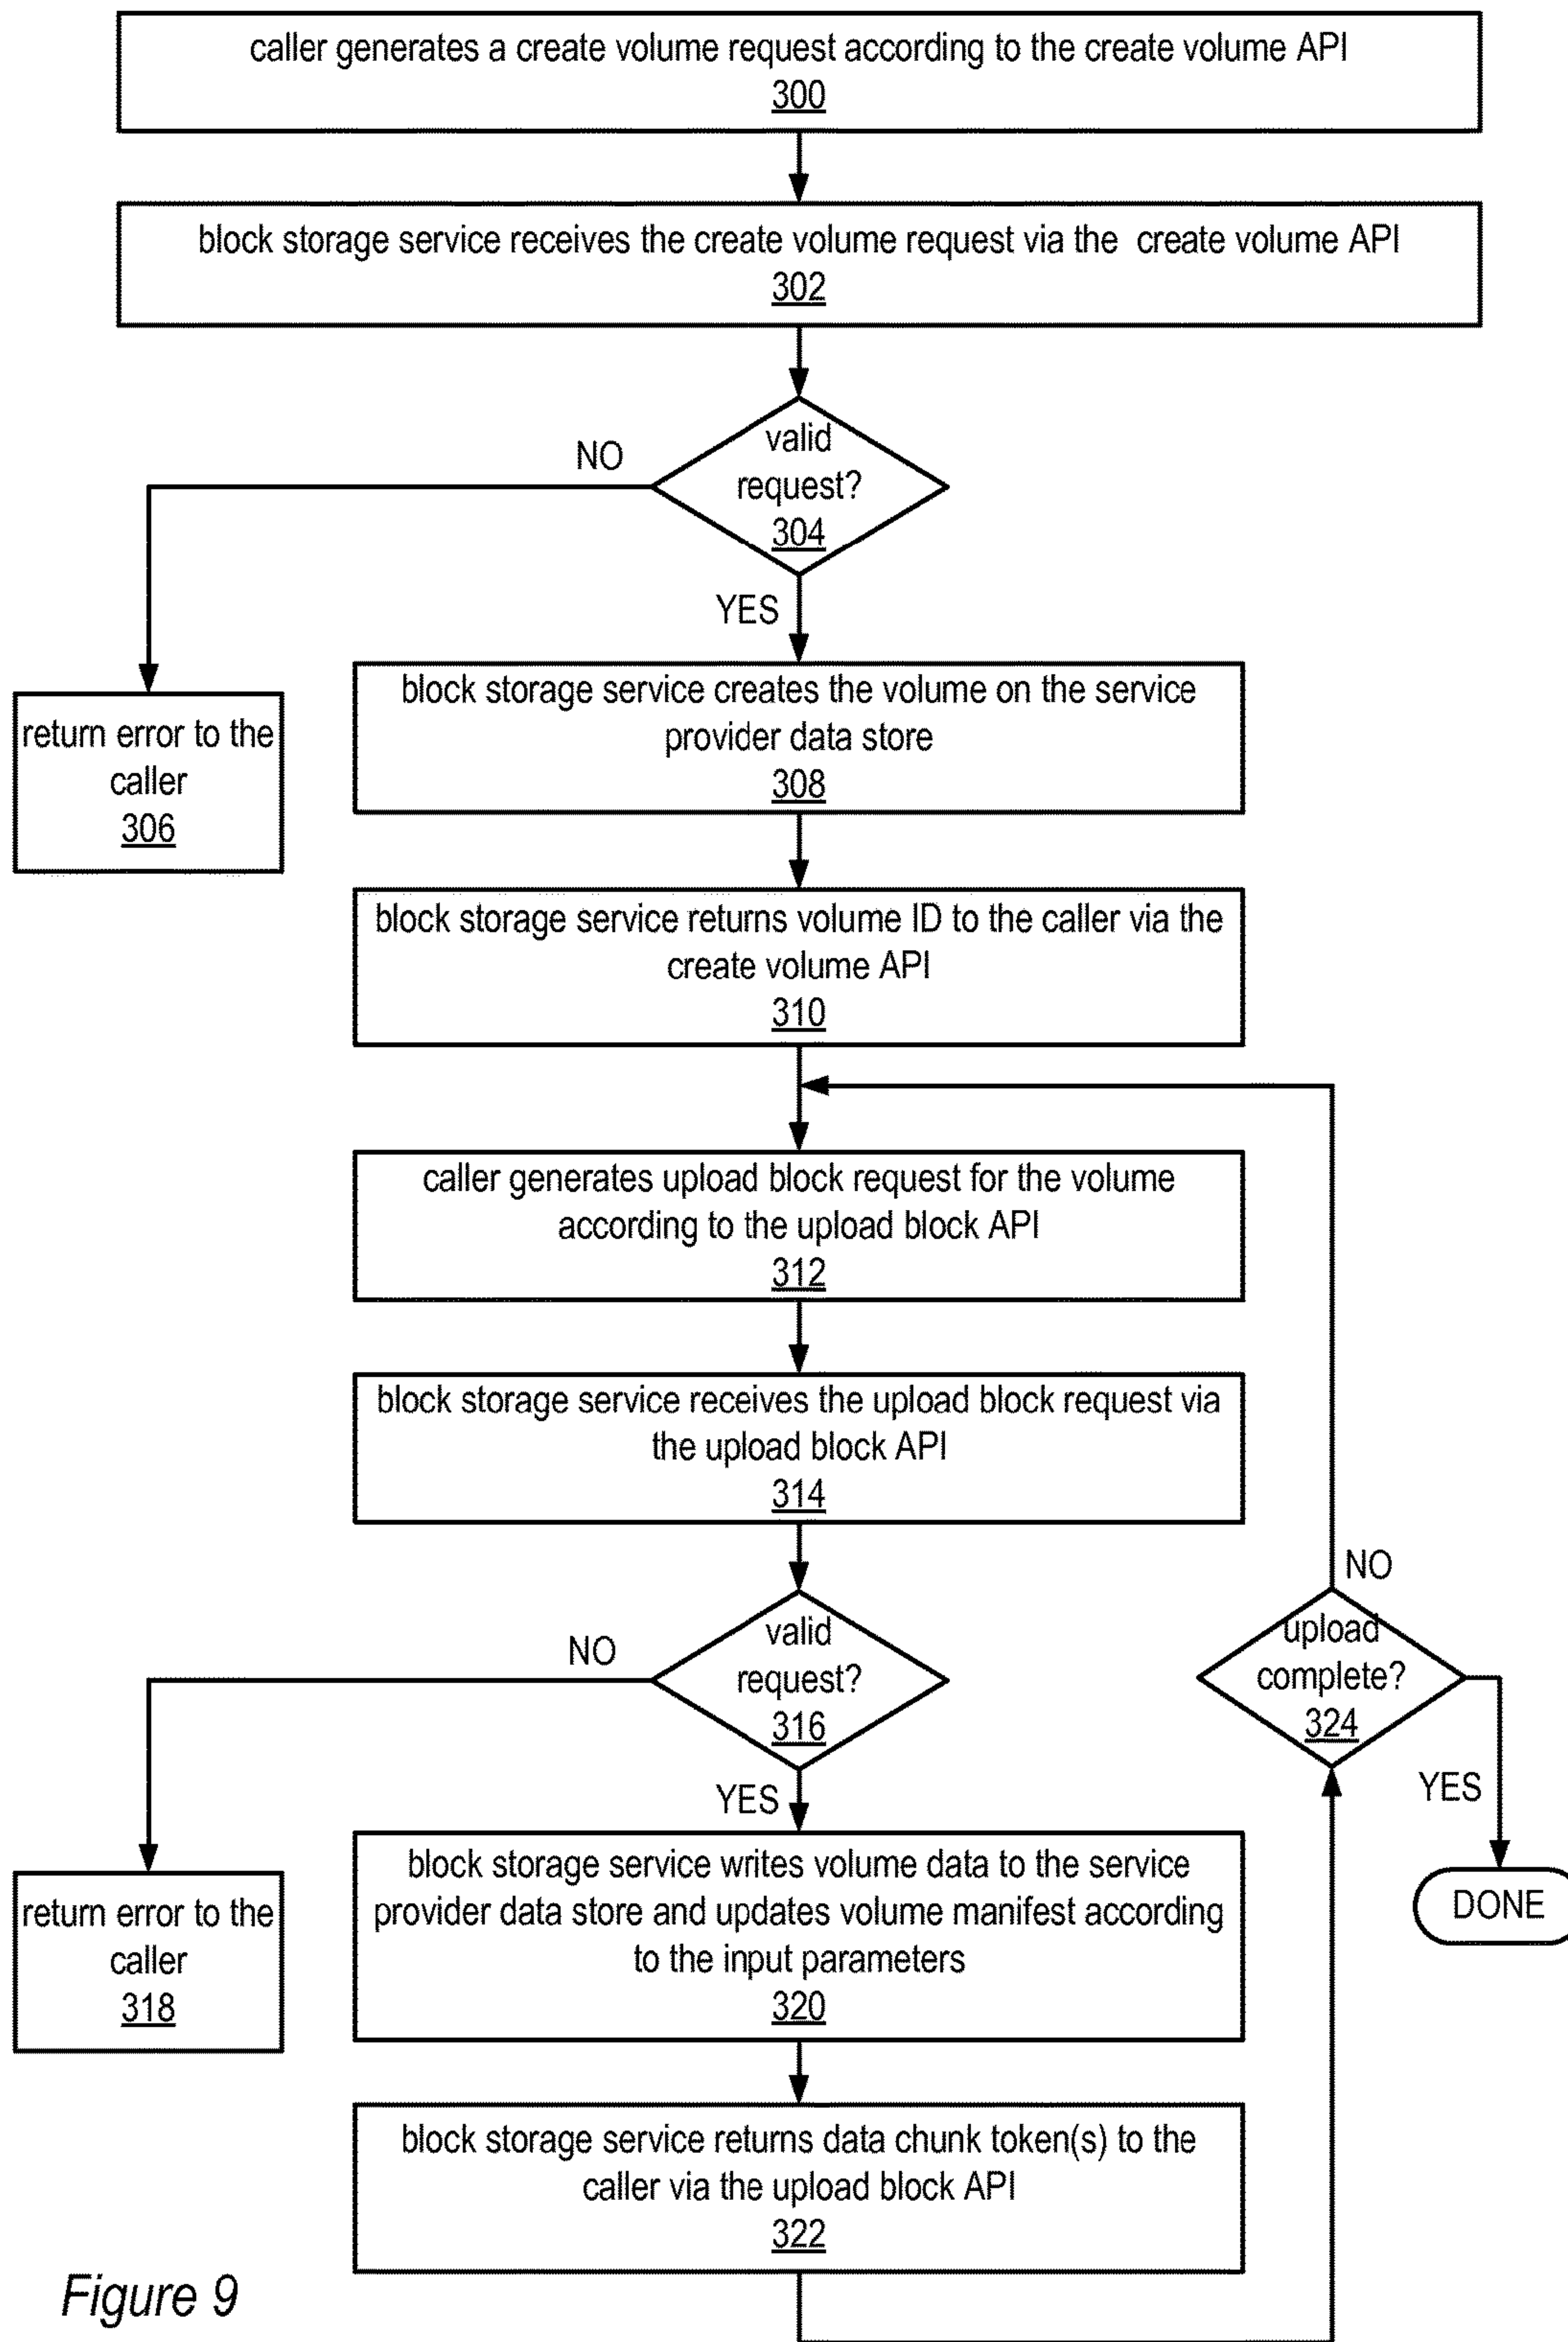 caller generates a create volume request according to the create volume API
300
block storage service receives the create volume request via the create volume API
302
valid
request?
304
NO
YES
return error to the
caller
306
block storage service creates the volume on the service
provider data store
308
block storage service returns volume ID to the caller via the
create volume API
310
caller generates upload block request for the volume
according to the upload block API
312
block storage service receives the upload block request via
the upload block API
314
valid
request?
316
NO
YES
return error to the
caller
318
block storage service writes volume data to the service
provider data store and updates volume manifest according
to the input parameters
320
block storage service returns data chunk token(s) to the
caller via the upload block API
322
upload
complete?
324
NO
YES
DONE
Figure 9